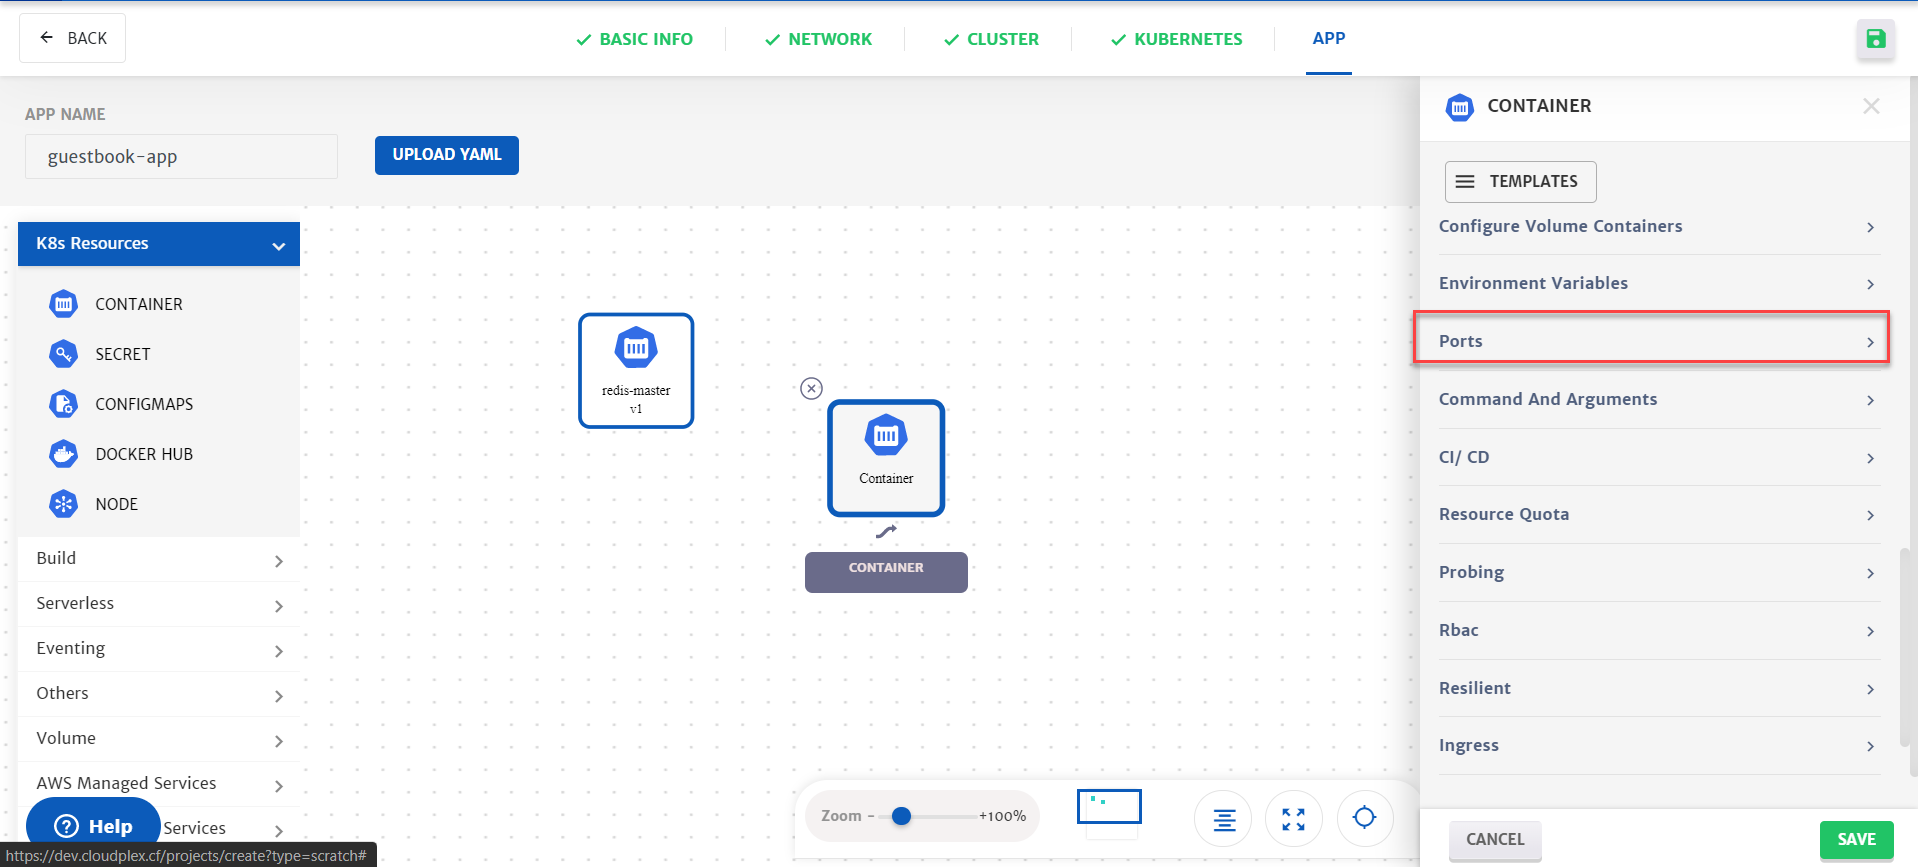 BACK
BASIC INFO
NETWORK
CLUSTER
KUBERNETES
APP
APP NAME
guestbook-app
UPLOAD YAML
K8s Resources
CONTAINER
SECRET
CONFIGMAPS
DOCKER HUB
NODE
Build
Serverless
Eventing
Others
Volume
AWS Managed Services
Services
Help
https://dev.cloudplex.cf/projects/create?type=scratch#
redis-master
v1
Container
CONTAINER
Zoom - +100%
CONTAINER
TEMPLATES
Configure Volume Containers
Environment Variables
Ports
Command And Arguments
CI/ CD
Resource Quota
Probing
Rbac
Resilient
Ingress
CANCEL
SAVE